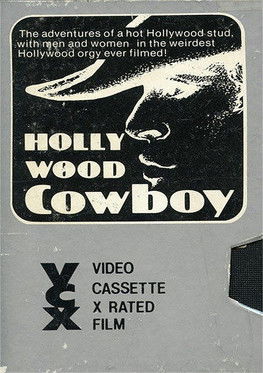 The adventures of a hot Hollywood stud,
with men and women in the weirdest
Hollywood orgy ever filmed!
HOLLY
WOOD
Cowboy
VCX
VIDEO
CASSETTE
X RATED
FILM